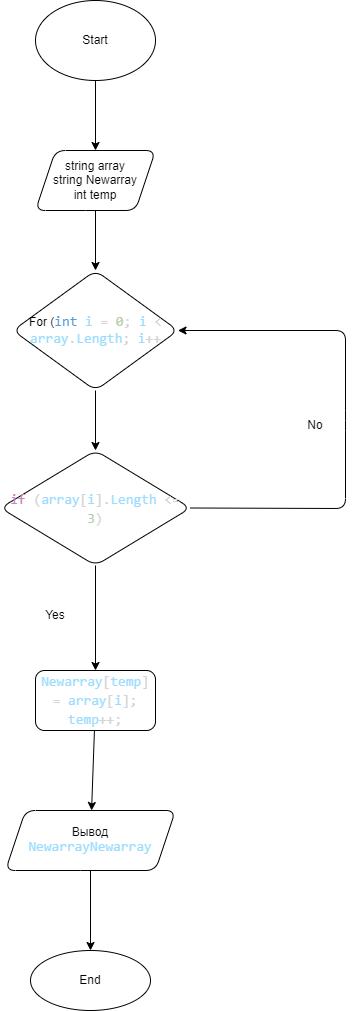 Start
string array
string Newarray
int temp
For (int i = 0; i <
array.Length; i++
No
if (array[i].Length <=
3)
Yes
Newarray[temp]
= array[i];
temp++;
Вывод
NewarrayNewarray
End